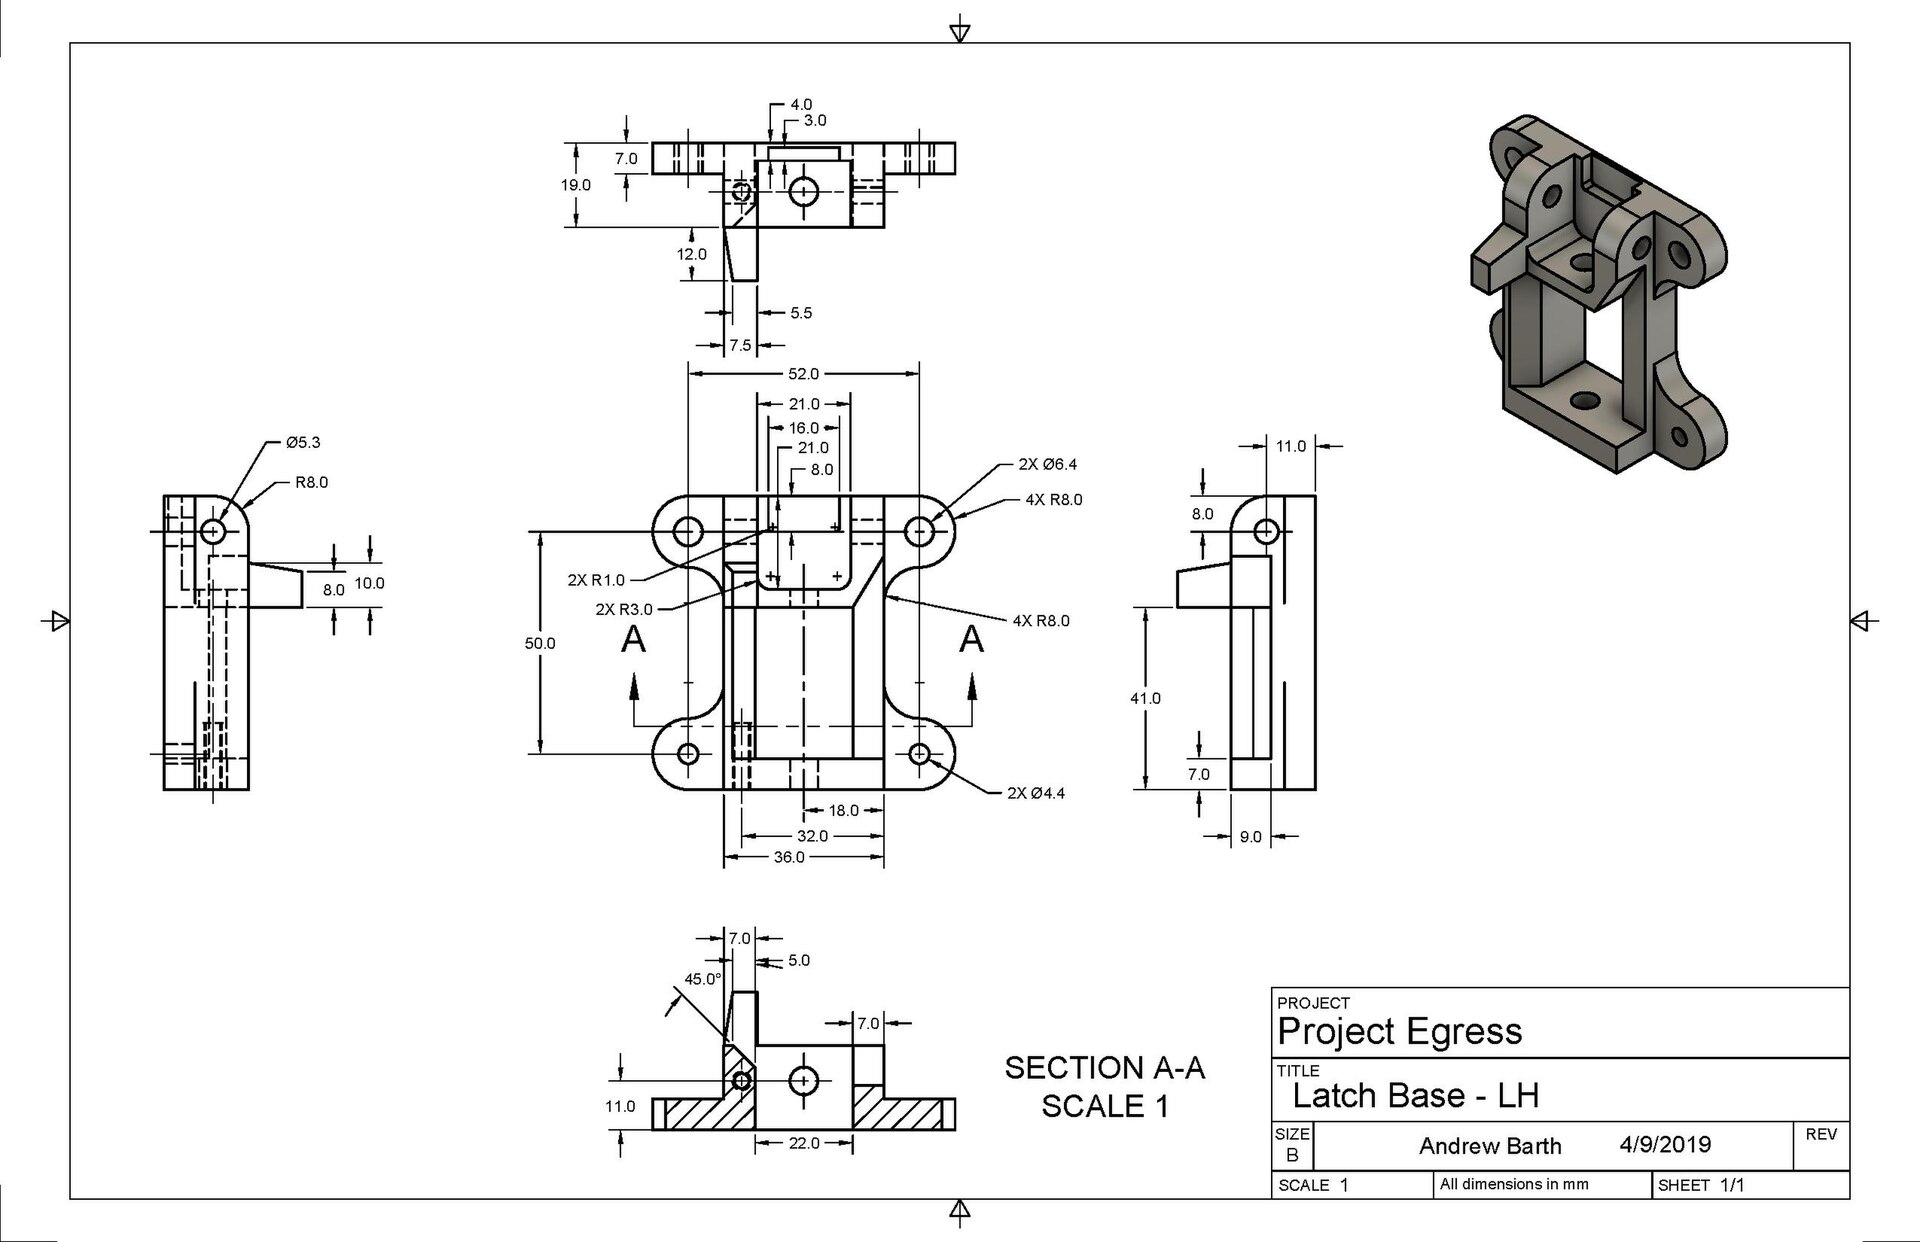 4.0
3.0
7.0
19.0
12.0
5.5
7.5
52.0
21.0
16.0
21.0
8.0
Ø5.3
R8.0
2X Ø6.4
4X R8.0
11.0
8.0
2X R1.0
2X R3.0
8.0
10.0
4X R8.0
A
A
50.0
41.0
7.0
2X Ø4.4
18.0
32.0
36.0
9.0
7.0
5.0
45.0°
7.0
11.0
22.0
SECTION A-A
SCALE 1
PROJECT
Project Egress
TITLE
Latch Base - LH
SIZE
B
Andrew Barth 4/9/2019
REV
SCALE 1
All dimensions in mm
SHEET 1/1